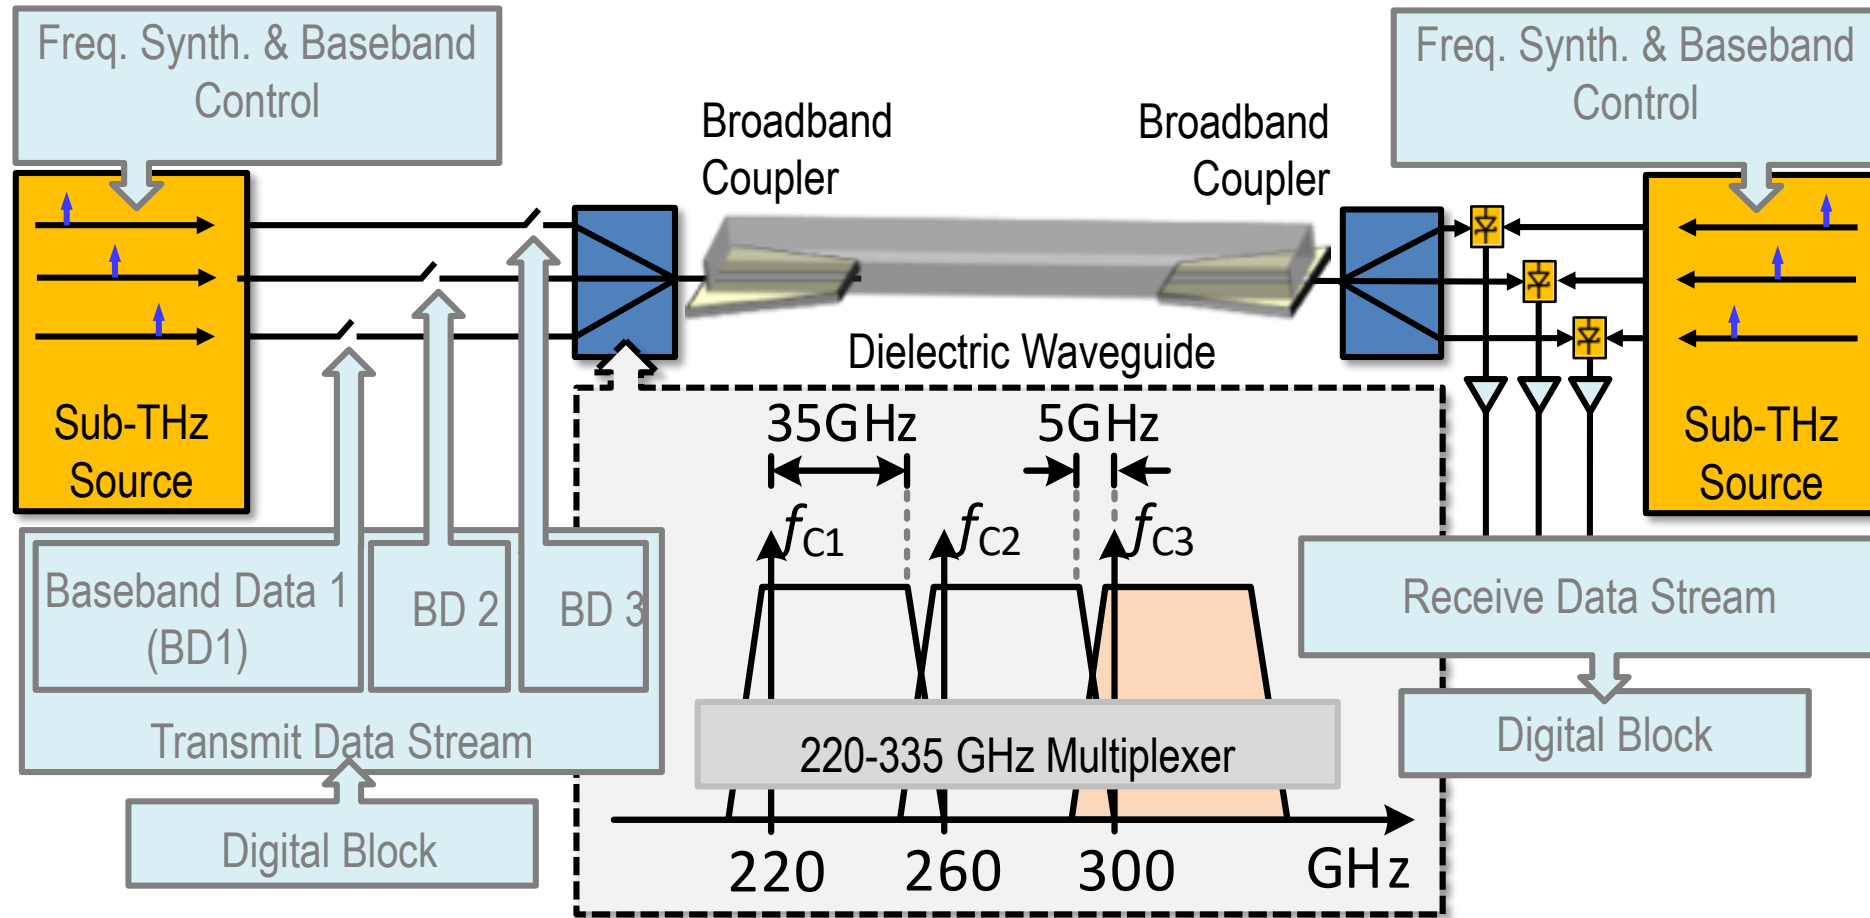 Freq. Synth. & Baseband
Control
Freq. Synth. & Baseband
Control
Broadband
Coupler
Broadband
Coupler
Dielectric Waveguide
Sub-THz
Source
Sub-THz
Source
35GHz
5GHz
fC1
fC2
fC3
Baseband Data 1
(BD1)
BD 2
BD 3
Transmit Data Stream
Digital Block
220-335 GHz Multiplexer
220
260
300
GHz
Receive Data Stream
Digital Block